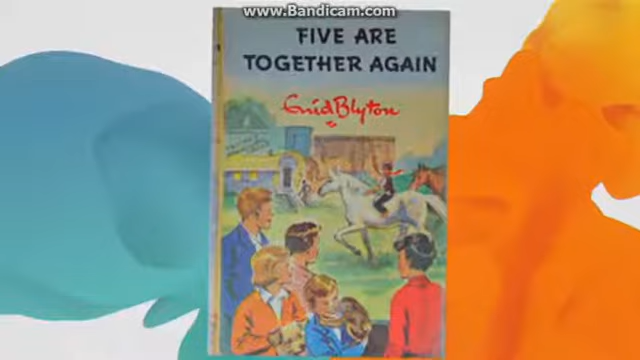 www.Bandicam.com
FIVE ARE
TOGETHER AGAIN
Enid Blyton